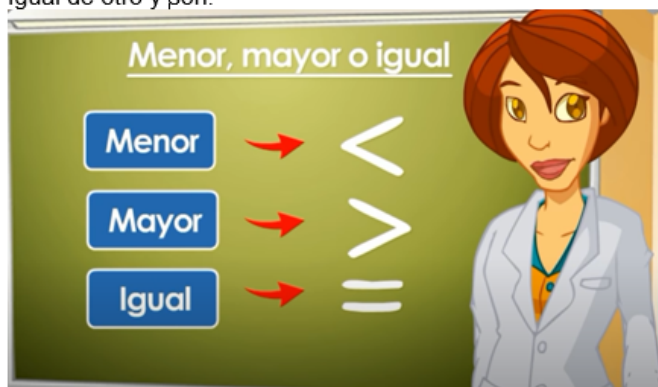 igual de otro y pon:
Menor, mayor o igual
Menor <
Mayor >
Igual =